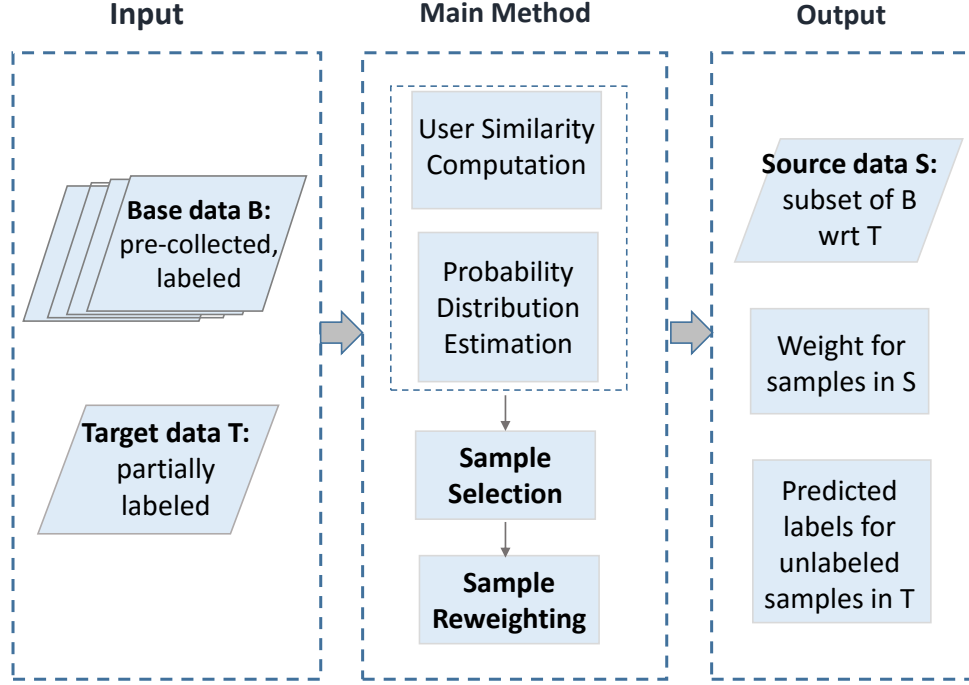 Input
Base data B:
pre-collected,
labeled
Target data T:
partially
labeled
Main Method
User Similarity
Computation
Probability
Distribution
Estimation
Sample
Selection
Sample
Reweighting
Output
Source data S:
subset of B
wrt T
Weight for
samples in S
Predicted
labels for
unlabeled
samples in T